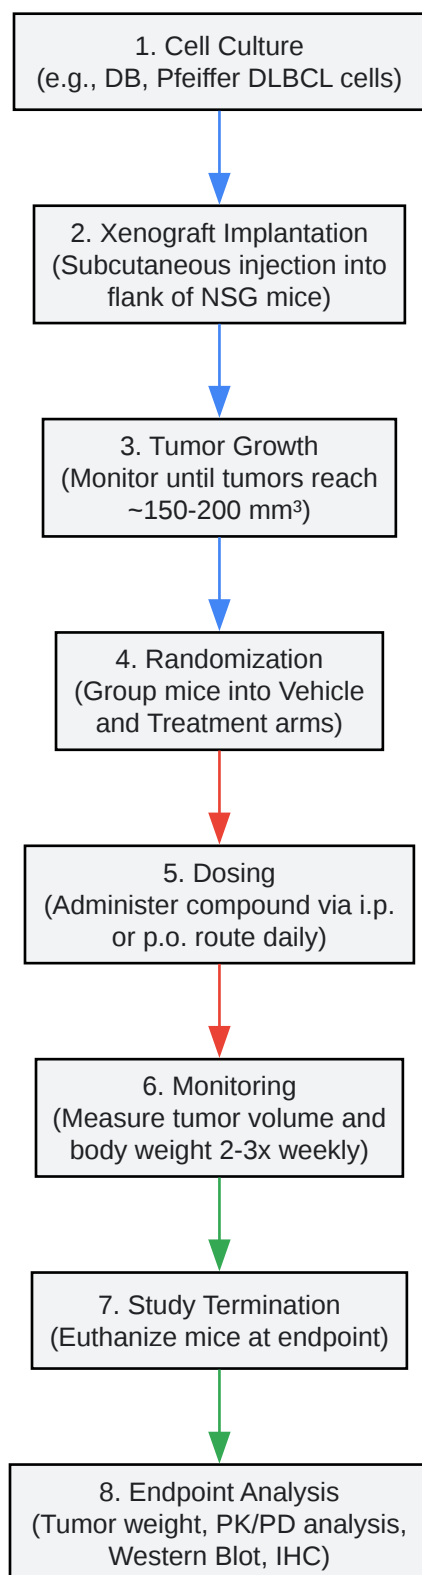 1. Cell Culture
(e.g., DB, Pfeiffer DLBCL cells)
2. Xenograft Implantation
(Subcutaneous injection into
flank of NSG mice)
3. Tumor Growth
(Monitor until tumors reach
~150-200 mm³)
4. Randomization
(Group mice into Vehicle
and Treatment arms)
5. Dosing
(Administer compound via i.p.
or p.o. route daily)
6. Monitoring
(Measure tumor volume and
body weight 2-3x weekly)
7. Study Termination
(Euthanize mice at endpoint)
8. Endpoint Analysis
(Tumor weight, PK/PD analysis,
Western Blot, IHC)